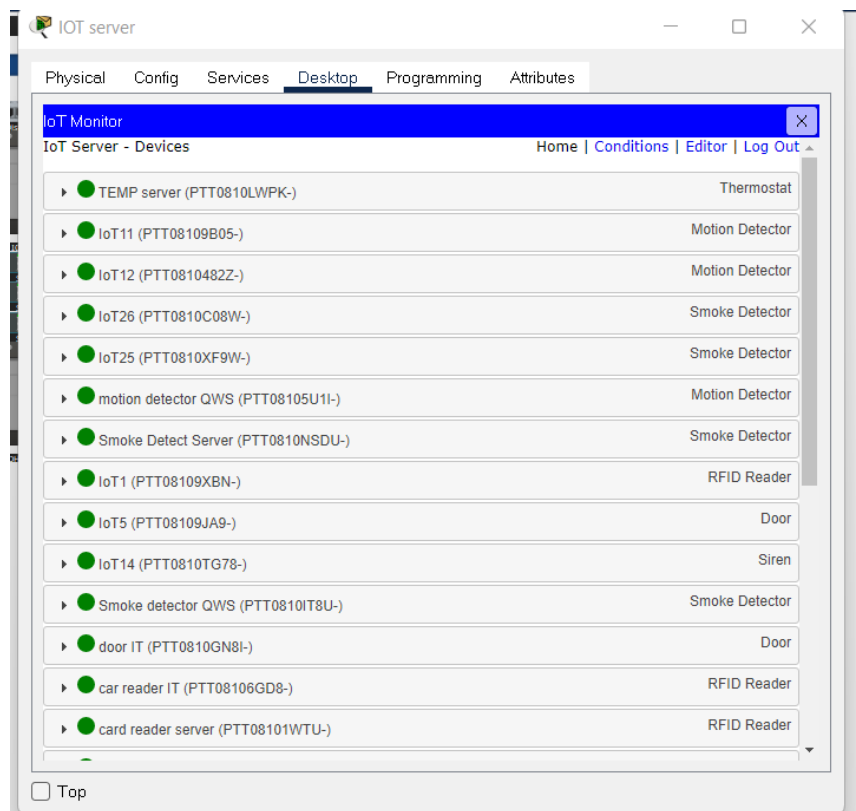 IOT server
Physical Config Services Desktop Programming Attributes
IoT Monitor X
IoT Server - Devices Home | Conditions | Editor | Log Out
TEMP server (PTT0810LWPK-) Thermostat
IoT11 (PTT08109B05-) Motion Detector
IoT12 (PTT0810482Z-) Motion Detector
IoT26 (PTT0810C08W-) Smoke Detector
IoT25 (PTT0810XF9W-) Smoke Detector
motion detector QWS (PTT08105U1I-) Motion Detector
Smoke Detect Server (PTT0810NSDU-) Smoke Detector
IoT1 (PTT08109XBN-) RFID Reader
IoT5 (PTT08109JA9-) Door
IoT14 (PTT0810TG78-) Siren
Smoke detector QWS (PTT0810IT8U-) Smoke Detector
door IT (PTT0810GN8I-) Door
car reader IT (PTT08106GD8-) RFID Reader
card reader server (PTT08101WTU-) RFID Reader
Top